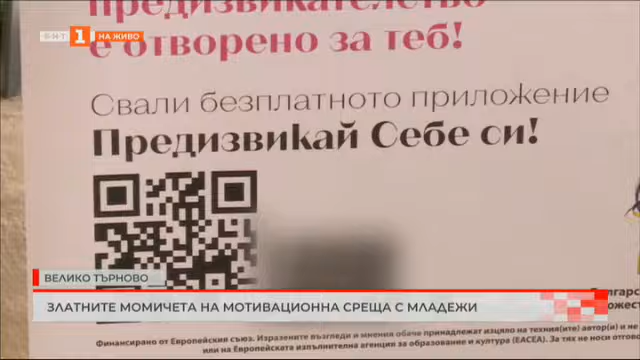 предизвикателство
е отворено за теб!
БНТ 1 НА ЖИВО
Свали безплатното приложение
Предизвикай Себе си!
ВЕЛИКО ТЪРНОВО
ЗЛАТНИТЕ МОМИЧЕТА НА МОТИВАЦИОННА СРЕЩА С МЛАДЕЖИ
Финансирано от Европейския съюз. Изразените възгледи и мнения обаче принадлежат изцяло на техния(ите) автор(и) и не
или на Европейската изпълнителна агенция за образование и култура (EACEA). За тях не носи отгов